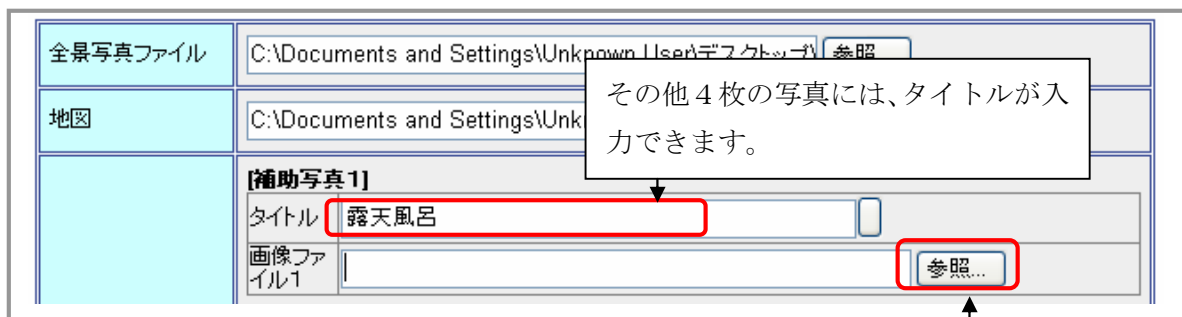 全景写真ファイル
C:\Documents and Settings\Unknown User\デスクトップ\
参照...
その他４枚の写真には、タイトルが入
力できます。
地図
C:\Documents and Settings\Unk
[補助写真1]
タイトル
露天風呂
画像ファ
イル1
参照...